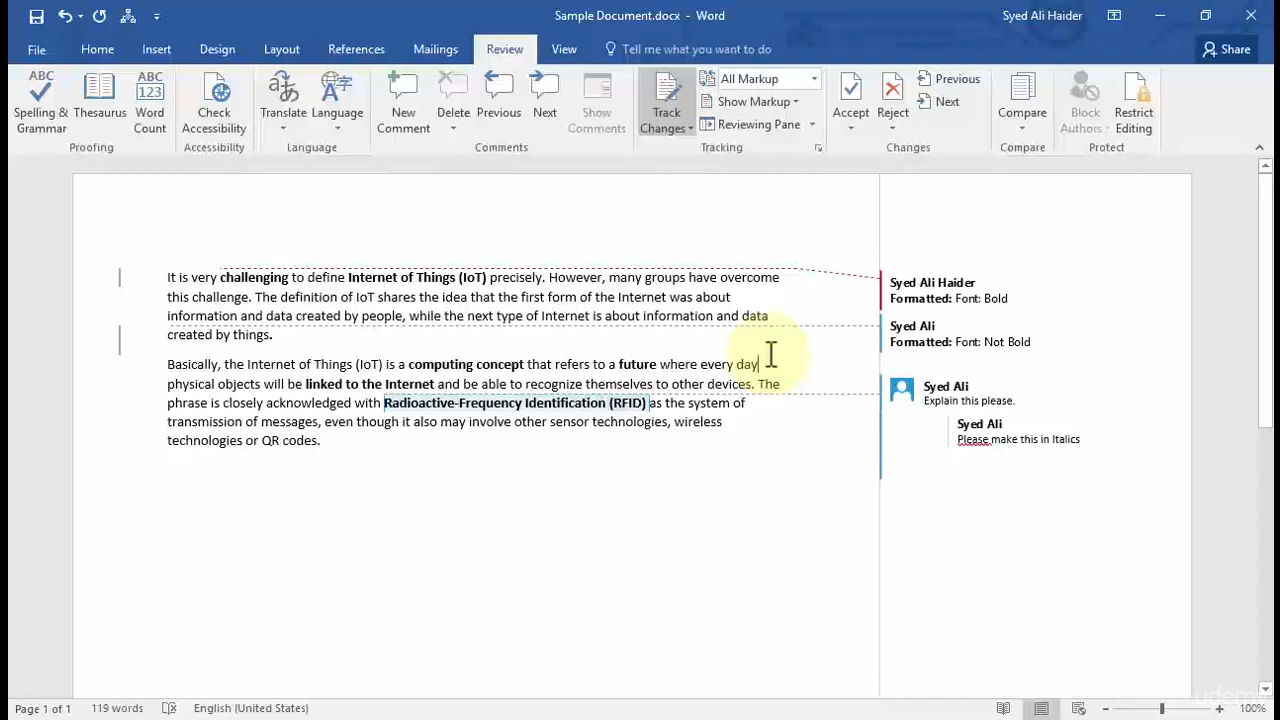 Sample Document.docx - Word
Syed Ali Haider
File Home Insert Design Layout References Mailings Review View Tell me what you want to do Share
ABC Spelling & Grammar
Thesaurus
ABC 123 Word Count
Check Accessibility
Translate
Language
New Comment
Delete
Previous
Next
Show Comments
Track Changes
All Markup
Show Markup
Reviewing Pane
Accept
Reject
Previous
Next
Compare
Block Authors
Restrict Editing
Proofing Accessibility Language Comments Tracking Changes Compare Protect
It is very challenging to define Internet of Things (IoT) precisely. However, many groups have overcome
this challenge. The definition of IoT shares the idea that the first form of the Internet was about
information and data created by people, while the next type of Internet is about information and data
created by things.
Basically, the Internet of Things (IoT) is a computing concept that refers to a future where every day
physical objects will be linked to the Internet and be able to recognize themselves to other devices. The
phrase is closely acknowledged with Radioactive-Frequency Identification (RFID) as the system of
transmission of messages, even though it also may involve other sensor technologies, wireless
technologies or QR codes.
Syed Ali Haider
Formatted: Font: Bold
Syed Ali
Formatted: Font: Not Bold
Syed Ali
Explain this please.
Syed Ali
Please make this in Italics
Page 1 of 1 119 words English (United States) 100%
udemy